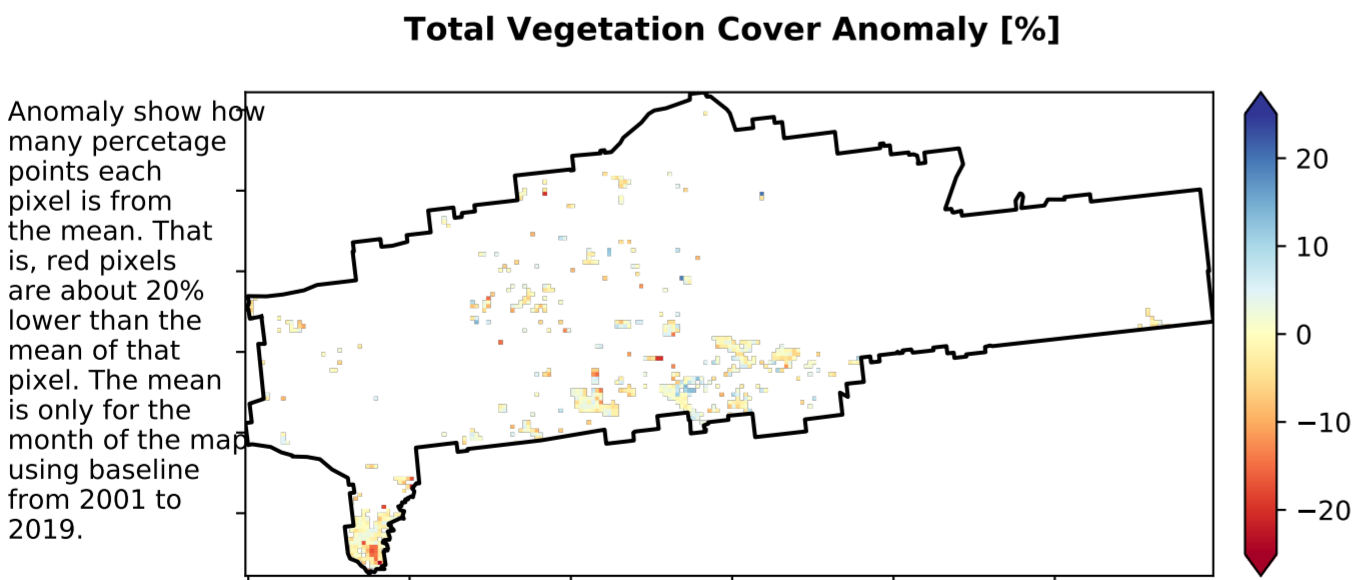 Total Vegetation Cover Anomaly [%]
Anomaly show how
many percetage
points each
pixel is from
the mean. That
is, red pixels
are about 20%
lower than the
mean of that
pixel. The mean
is only for the
month of the map
using baseline
from 2001 to
2019.
20
10
0
−10
−20